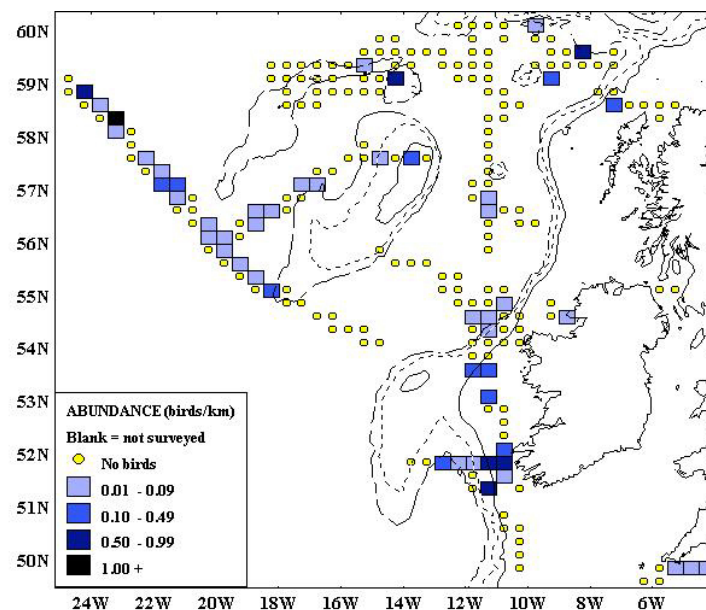 60N
59N
58N
57N
56N
55N
54N
53N
52N
51N
50N
ABUNDANCE (birds/km)
Blank = not surveyed
No birds
0.01 - 0.09
0.10 - 0.49
0.50 - 0.99
1.00 +
24W 22W 20W 18W 16W 14W 12W 10W 8W 6W